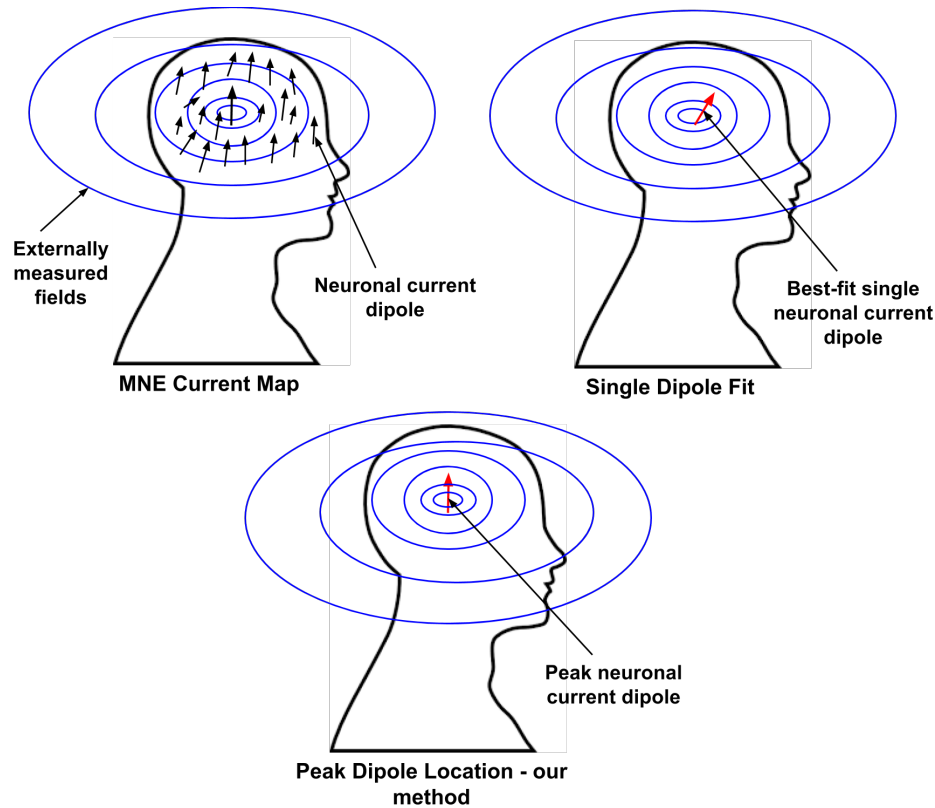 Externally
measured
fields
Neuronal current
dipole
MNE Current Map
Best-fit single
neuronal current
dipole
Single Dipole Fit
Peak neuronal
current dipole
Peak Dipole Location - our
method